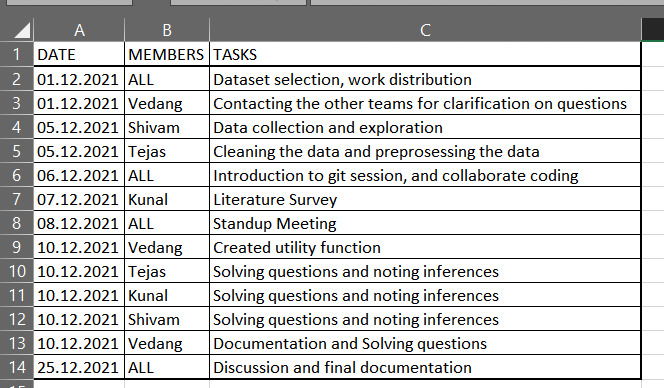 A B C
1 DATE MEMBERS TASKS
2 01.12.2021 ALL Dataset selection, work distribution
3 01.12.2021 Vedang Contacting the other teams for clarification on questions
4 05.12.2021 Shivam Data collection and exploration
5 05.12.2021 Tejas Cleaning the data and preprosessing the data
6 06.12.2021 ALL Introduction to git session, and collaborate coding
7 07.12.2021 Kunal Literature Survey
8 08.12.2021 ALL Standup Meeting
9 10.12.2021 Vedang Created utility function
10 10.12.2021 Tejas Solving questions and noting inferences
11 10.12.2021 Kunal Solving questions and noting inferences
12 10.12.2021 Shivam Solving questions and noting inferences
13 10.12.2021 Vedang Documentation and Solving questions
14 25.12.2021 ALL Discussion and final documentation